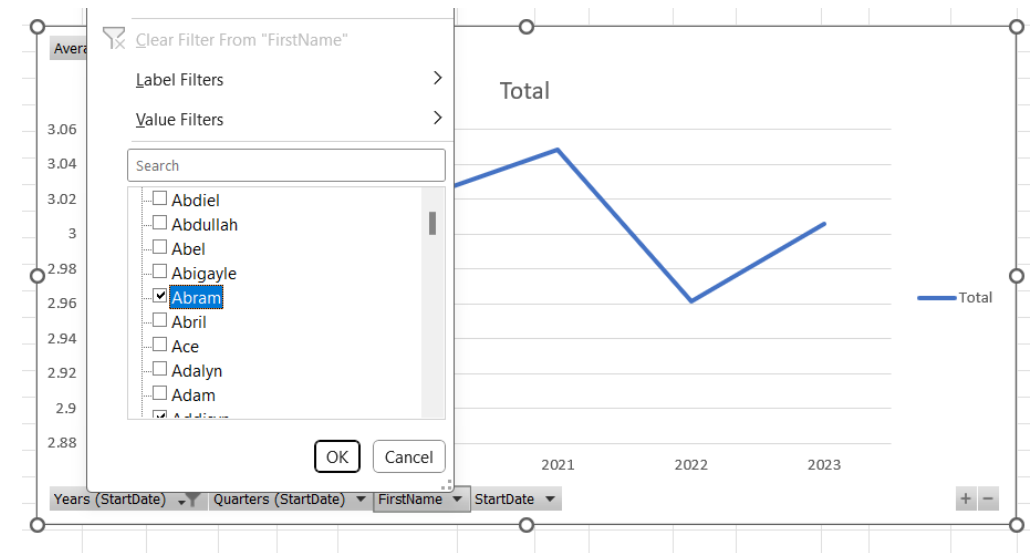 Clear Filter From "FirstName"
Label Filters
Value Filters
Search
Abdiel
Abdullah
Abel
Abigayle
Abram
Abril
Ace
Adalyn
Adam
OK Cancel
Total
3.06
3.04
3.02
3
2.98
2.96
2.94
2.92
2.9
2.88
2021 2022 2023
Total
Years (StartDate) Quarters (StartDate) FirstName StartDate
+ −